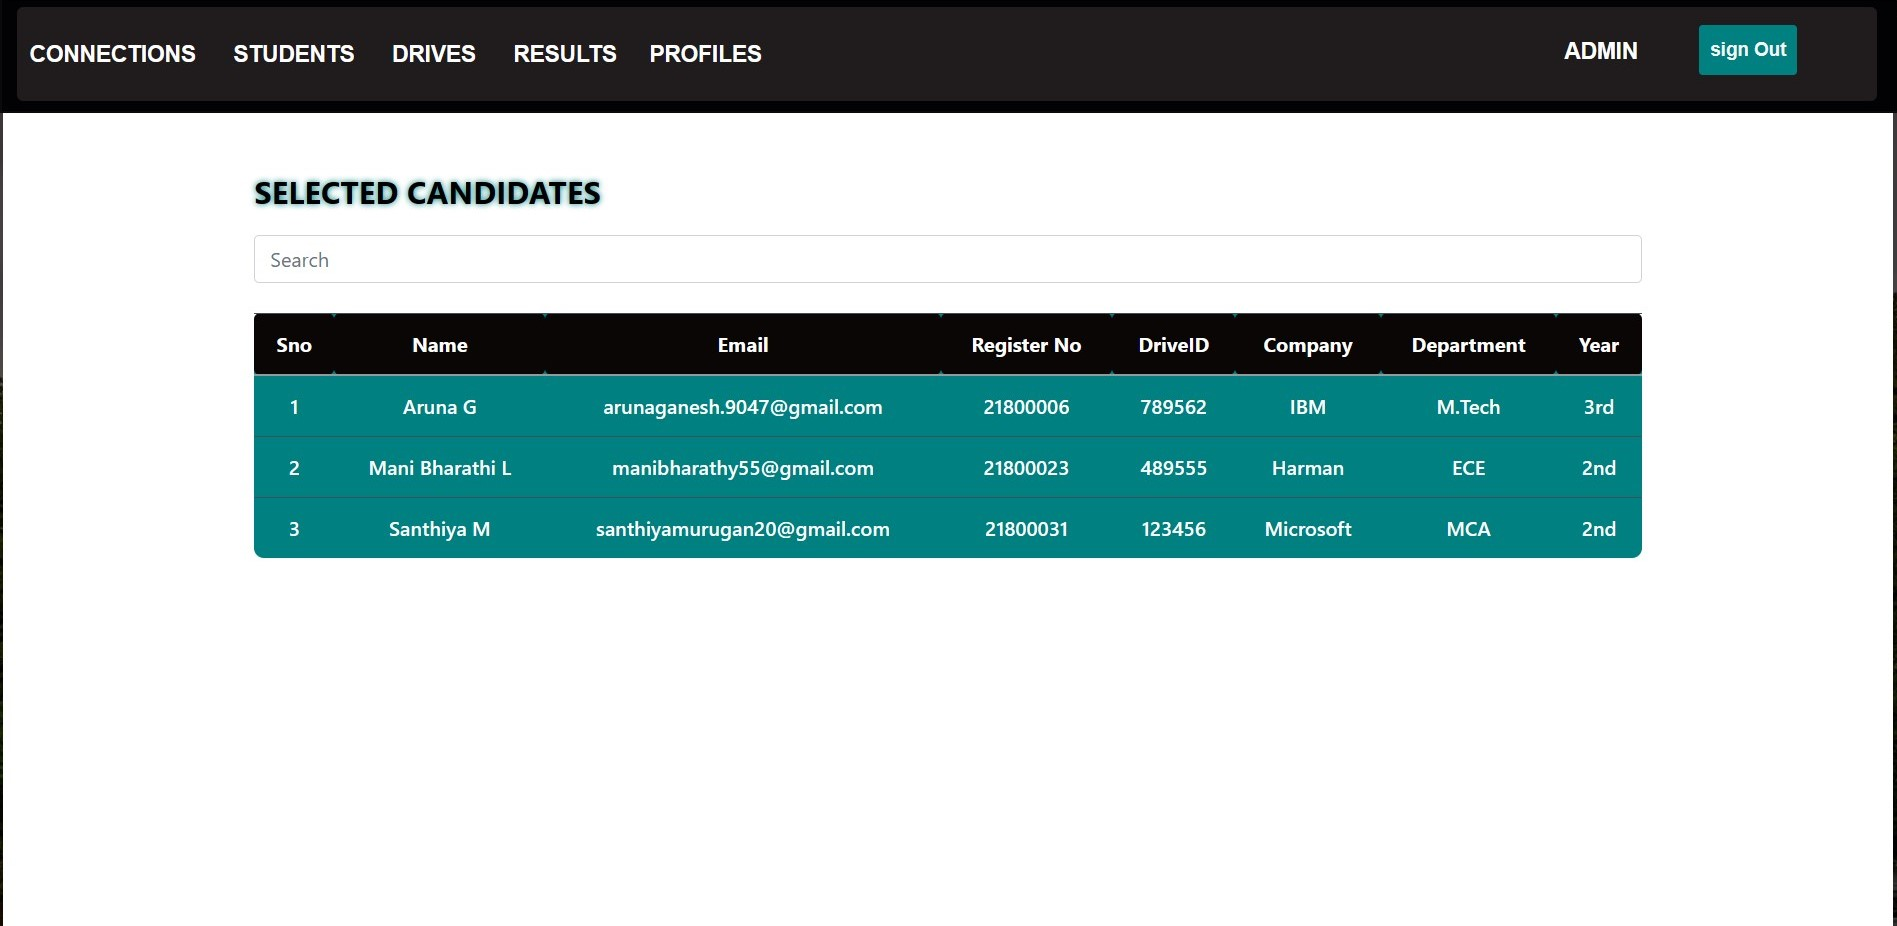 CONNECTIONS STUDENTS DRIVES RESULTS PROFILES ADMIN sign Out
SELECTED CANDIDATES
Search
Sno Name Email Register No DriveID Company Department Year
1 Aruna G arunaganesh.9047@gmail.com 21800006 789562 IBM M.Tech 3rd
2 Mani Bharathi L manibharathy55@gmail.com 21800023 489555 Harman ECE 2nd
3 Santhiya M santhiyamurugan20@gmail.com 21800031 123456 Microsoft MCA 2nd